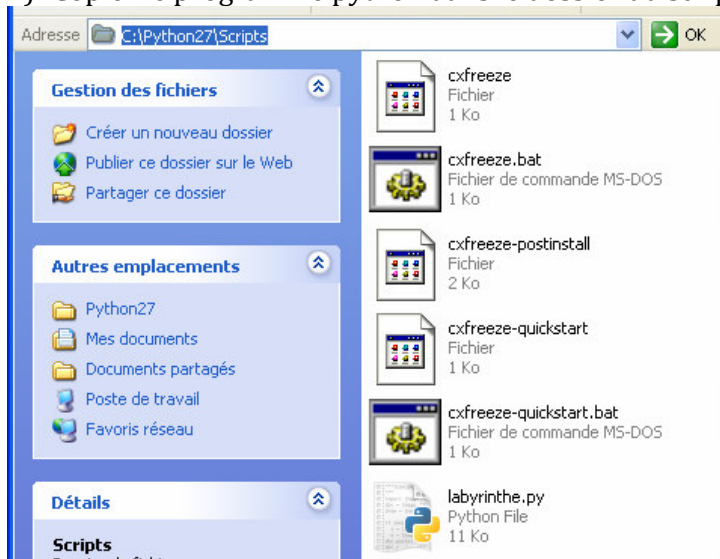 Adresse C:\Python27\Scripts OK
Gestion des fichiers
Créer un nouveau dossier
Publier ce dossier sur le Web
Partager ce dossier
Autres emplacements
Python27
Mes documents
Documents partagés
Poste de travail
Favoris réseau
Détails
Scripts
cxfreeze
Fichier
1 Ko
cxfreeze.bat
Fichier de commande MS-DOS
1 Ko
cxfreeze-postinstall
Fichier
2 Ko
cxfreeze-quickstart
Fichier
1 Ko
cxfreeze-quickstart.bat
Fichier de commande MS-DOS
1 Ko
labyrinthe.py
Python File
11 Ko